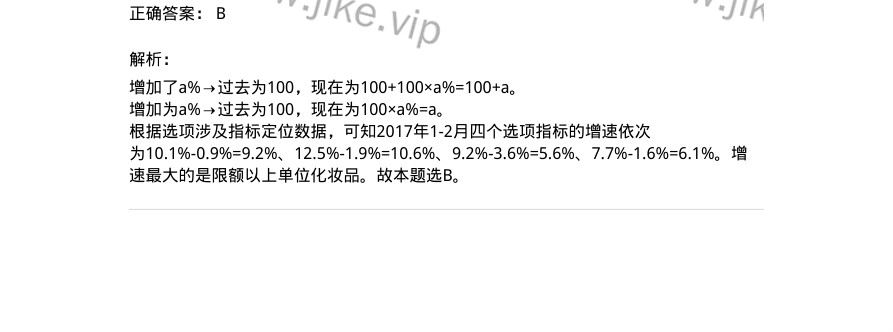 正确答案： B
w.jike.vip
w.jik
解析：
增加了a%→过去为100，现在为100+100×a%=100+a。
增加为a%→过去为100，现在为100×a%=a。
根据选项涉及指标定位数据，可知2017年1-2月四个选项指标的增速依次
为10.1%-0.9%=9.2%、12.5%-1.9%=10.6%、9.2%-3.6%=5.6%、7.7%-1.6%=6.1%。增
速最大的是限额以上单位化妆品。故本题选B。